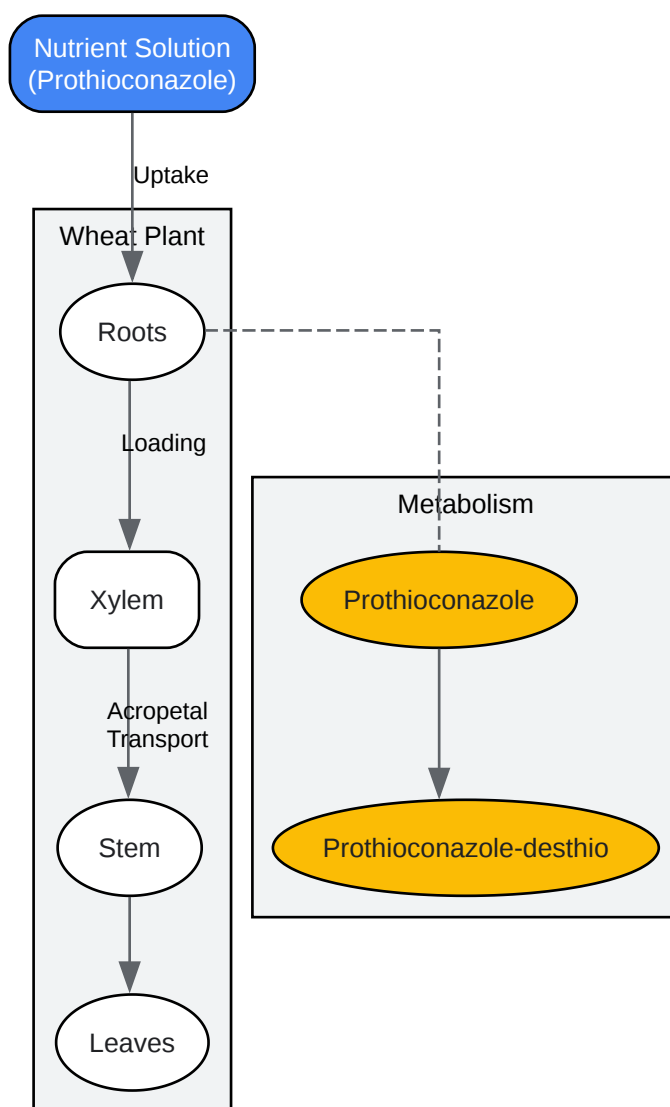 Nutrient Solution
(Prothioconazole)
Uptake
Wheat Plant
Roots
Loading
Metabolism
Xylem
Prothioconazole
Acropetal
Transport
Stem
Prothioconazole-desthio
Leaves